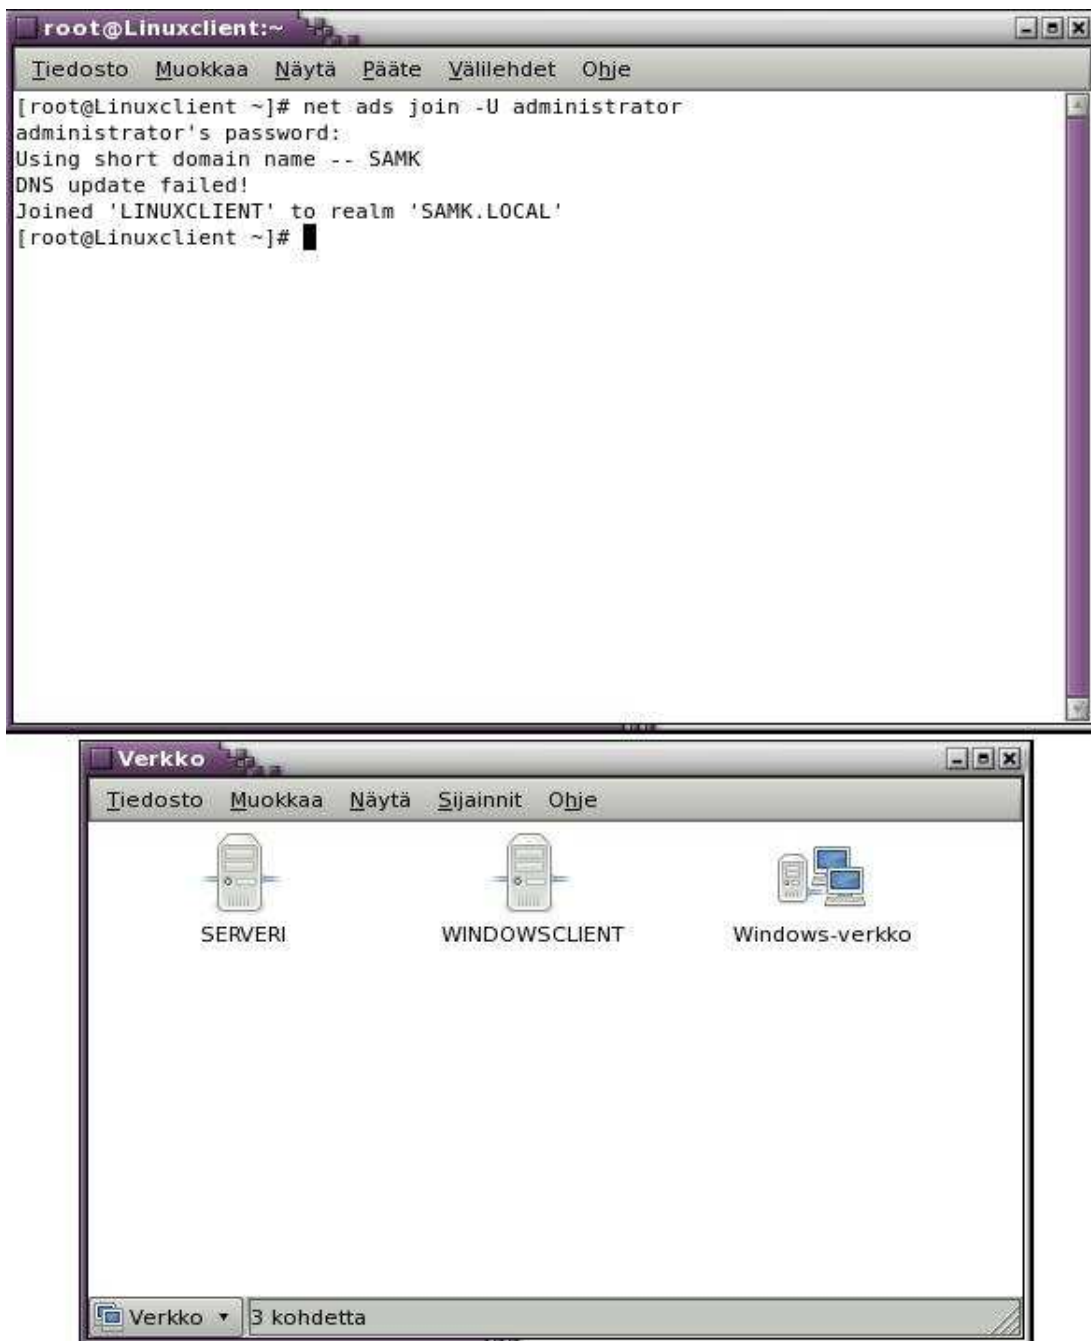 root@Linuxclient:~
Tiedosto Muokkaa Näytä Pääte Välilehdet Ohje
[root@Linuxclient ~]# net ads join -U administrator
administrator's password:
Using short domain name -- SAMK
DNS update failed!
Joined 'LINUXCLIENT' to realm 'SAMK.LOCAL'
[root@Linuxclient ~]#
Verkko
Tiedosto Muokkaa Näytä Sijainnit Ohje
SERVERI WINDOWSCLIENT Windows-verkko
Verkko 3 kohdetta